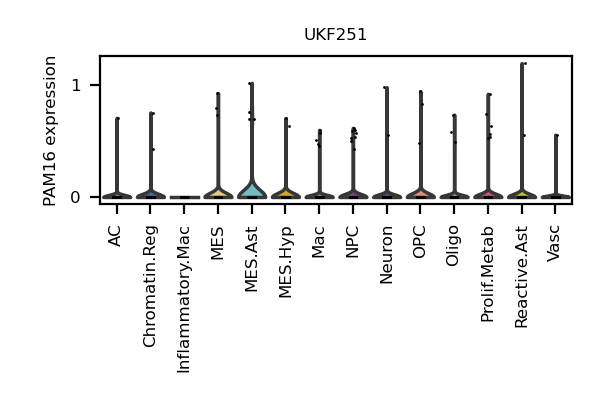 UKF251
PAM16 expression
1
0
AC
Chromatin.Reg
Inflammatory.Mac
MES
MES.Ast
MES.Hyp
Mac
NPC
Neuron
OPC
Oligo
Prolif.Metab
Reactive.Ast
Vasc